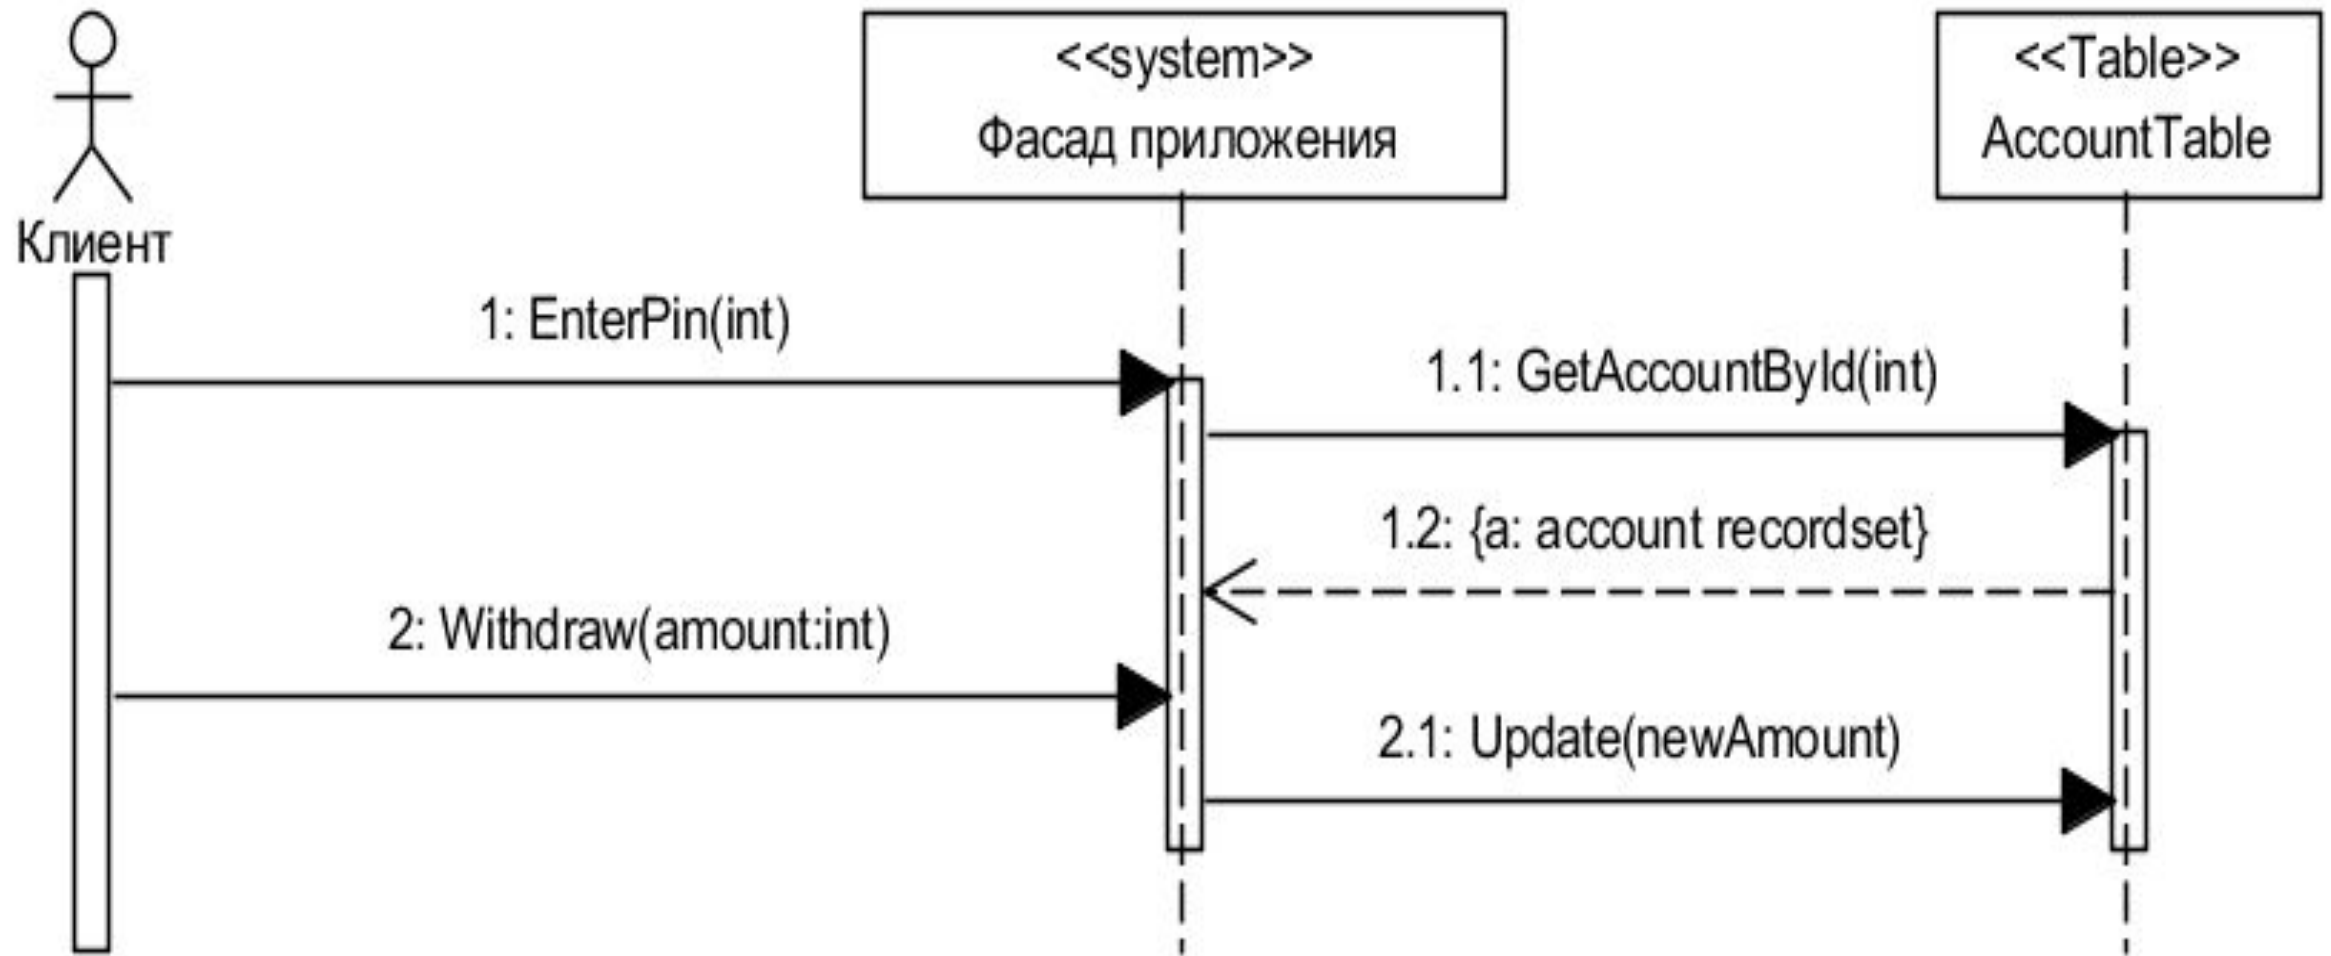 <<system>>
Фасад приложения
<<Table>>
AccountTable
Клиент
1: EnterPin(int)
1.1: GetAccountById(int)
1.2: {a: account recordset}
2: Withdraw(amount:int)
2.1: Update(newAmount)